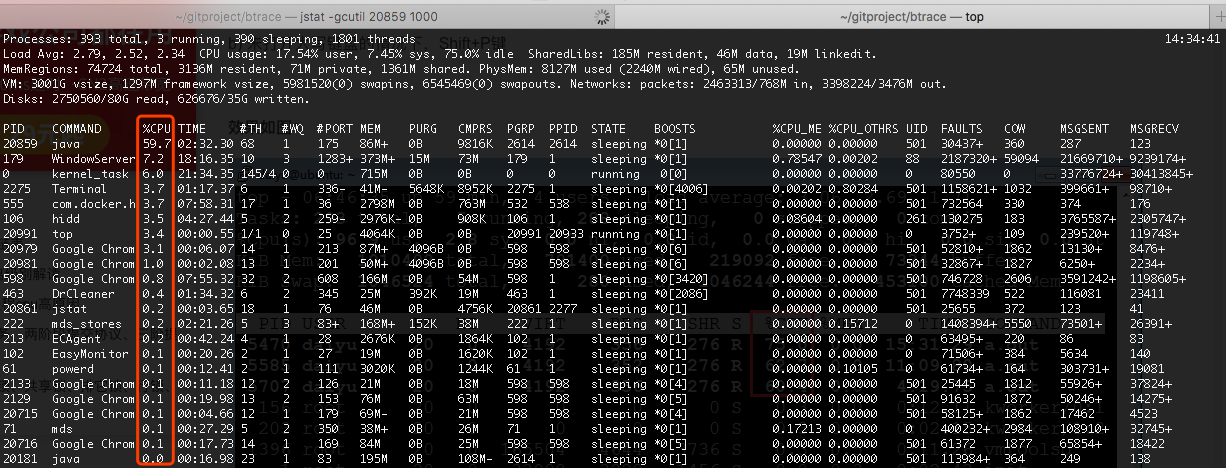 ~/gitproject/btrace — jstat -gcutil 20859 1000
~/gitproject/btrace — top
Processes: 393 total, 3 running, 390 sleeping, 1801 threads 14:34:41
Load Avg: 2.79, 2.52, 2.34 CPU usage: 17.54% user, 7.45% sys, 75.0% idle SharedLibs: 185M resident, 46M data, 19M linkedit.
MemRegions: 74724 total, 3136M resident, 71M private, 1361M shared. PhysMem: 8127M used (2240M wired), 65M unused.
VM: 3001G vsize, 1297M framework vsize, 5981520(0) swapins, 6545469(0) swapouts. Networks: packets: 2463313/768M in, 3398224/3476M out.
Disks: 2750560/80G read, 626676/35G written.
PID COMMAND %CPU TIME #TH #WQ #PORT MEM PURG CMPRS PGRP PPID STATE BOOSTS %CPU_ME %CPU_OTHRS UID FAULTS COW MSGSENT MSGRECV
20859 java 59.7 02:32.30 68 1 175 86M+ 0B 9816K 2614 2614 sleeping *0[1] 0.00000 0.00000 501 30437+ 360 287 123
179 WindowServer 7.2 18:16.35 10 3 1283+ 373M+ 15M 73M 179 1 sleeping *0[1] 0.78547 0.00202 88 2187320+ 59094 21669710+ 9239174+
0 kernel_task 6.0 21:34.35 145/4 0 0 715M 0B 0B 0 0 running 0[0] 0.00000 0.00000 0 80550 0 33776724+ 30413845+
2275 Terminal 3.7 01:17.37 6 1 336- 41M- 5648K 8952K 2275 1 sleeping *0[4006] 0.00202 0.80284 501 1158621+ 1032 399661+ 98710+
555 com.docker.h 3.7 07:58.31 17 1 36 2798M 0B 763M 532 538 sleeping *0[1] 0.00000 0.00000 501 732564 330 374 176
106 hidd 3.5 04:27.44 5 2 259- 2976K- 0B 908K 106 1 sleeping *0[1] 0.08604 0.00000 261 130275 183 3765587+ 2305747+
20991 top 3.4 00:00.55 1/1 0 25 4064K 0B 0B 20991 20933 running *0[1] 0.00000 0.00000 0 3752+ 109 239520+ 119748+
20979 Google Chrom 3.1 00:06.07 14 1 213 87M+ 4096B 0B 598 598 sleeping *0[6] 0.00000 0.00000 501 52810+ 1862 13130+ 8476+
20981 Google Chrom 1.0 00:02.08 13 1 201 50M+ 4096B 0B 598 598 sleeping *0[6] 0.00000 0.00000 501 32867+ 1827 6250+ 2234+
598 Google Chrom 0.8 07:55.32 32 2 608 166M 0B 54M 598 1 sleeping *0[3420] 0.00000 0.00000 501 746728 2606 3591242+ 1198605+
463 DrCleaner 0.4 01:34.32 6 2 345 25M 392K 19M 463 1 sleeping *0[2086] 0.00000 0.00000 501 7748339 522 116081 23411
20861 jstat 0.2 00:03.65 18 1 76 46M 0B 4756K 20861 2277 sleeping *0[1] 0.00000 0.00000 501 25655 372 123 41
222 mds_stores 0.2 02:21.26 5 3 83+ 168M+ 152K 38M 222 1 sleeping *0[1] 0.00000 0.15712 0 1408394+ 5550 73501+ 26391+
213 ECAgent 0.2 00:42.24 4 1 28 2676K 0B 1864K 102 1 sleeping *0[1] 0.00000 0.00000 0 63495+ 220 86 83
102 EasyMonitor 0.1 00:20.26 2 1 27 19M 0B 1620K 102 1 sleeping *0[1] 0.00000 0.00000 0 71506+ 384 5634 140
61 powerd 0.1 00:12.41 2 1 111 3020K 0B 1244K 61 1 sleeping *0[1] 0.00000 0.10105 0 61734+ 164 303731+ 19081
2133 Google Chrom 0.1 00:11.18 12 2 126 21M 0B 18M 598 598 sleeping *0[4] 0.00000 0.00000 501 25445 1812 55926+ 37824+
2129 Google Chrom 0.1 00:19.98 13 2 153 76M 0B 63M 598 598 sleeping *0[5] 0.00000 0.00000 501 91632 1872 50246+ 14275+
20715 Google Chrom 0.1 00:04.66 12 1 179 69M- 0B 21M 598 598 sleeping *0[4] 0.00000 0.00000 501 58125+ 1862 17462 4523
71 mds 0.1 00:27.29 5 2 350 38M+ 0B 26M 71 1 sleeping *0[1] 0.17213 0.00000 0 400232+ 2984 108910+ 32745+
20716 Google Chrom 0.1 00:17.73 14 1 169 84M 0B 25M 598 598 sleeping *0[5] 0.00000 0.00000 501 61372 1877 65854+ 18422
20181 java 0.0 00:16.98 23 1 83 195M 0B 108M- 2614 1 sleeping *0[1] 0.00000 0.00000 501 113984+ 364 249 138